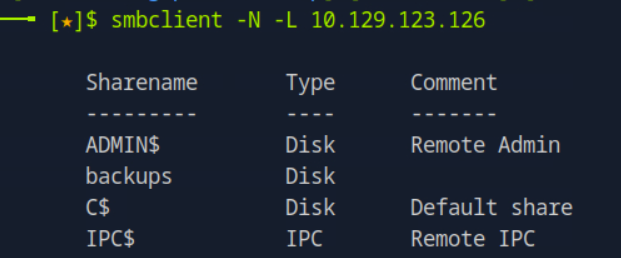 [★]$ smbclient -N -L 10.129.123.126
Sharename Type Comment
--------- ---- -------
ADMIN$ Disk Remote Admin
backups Disk
C$ Disk Default share
IPC$ IPC Remote IPC